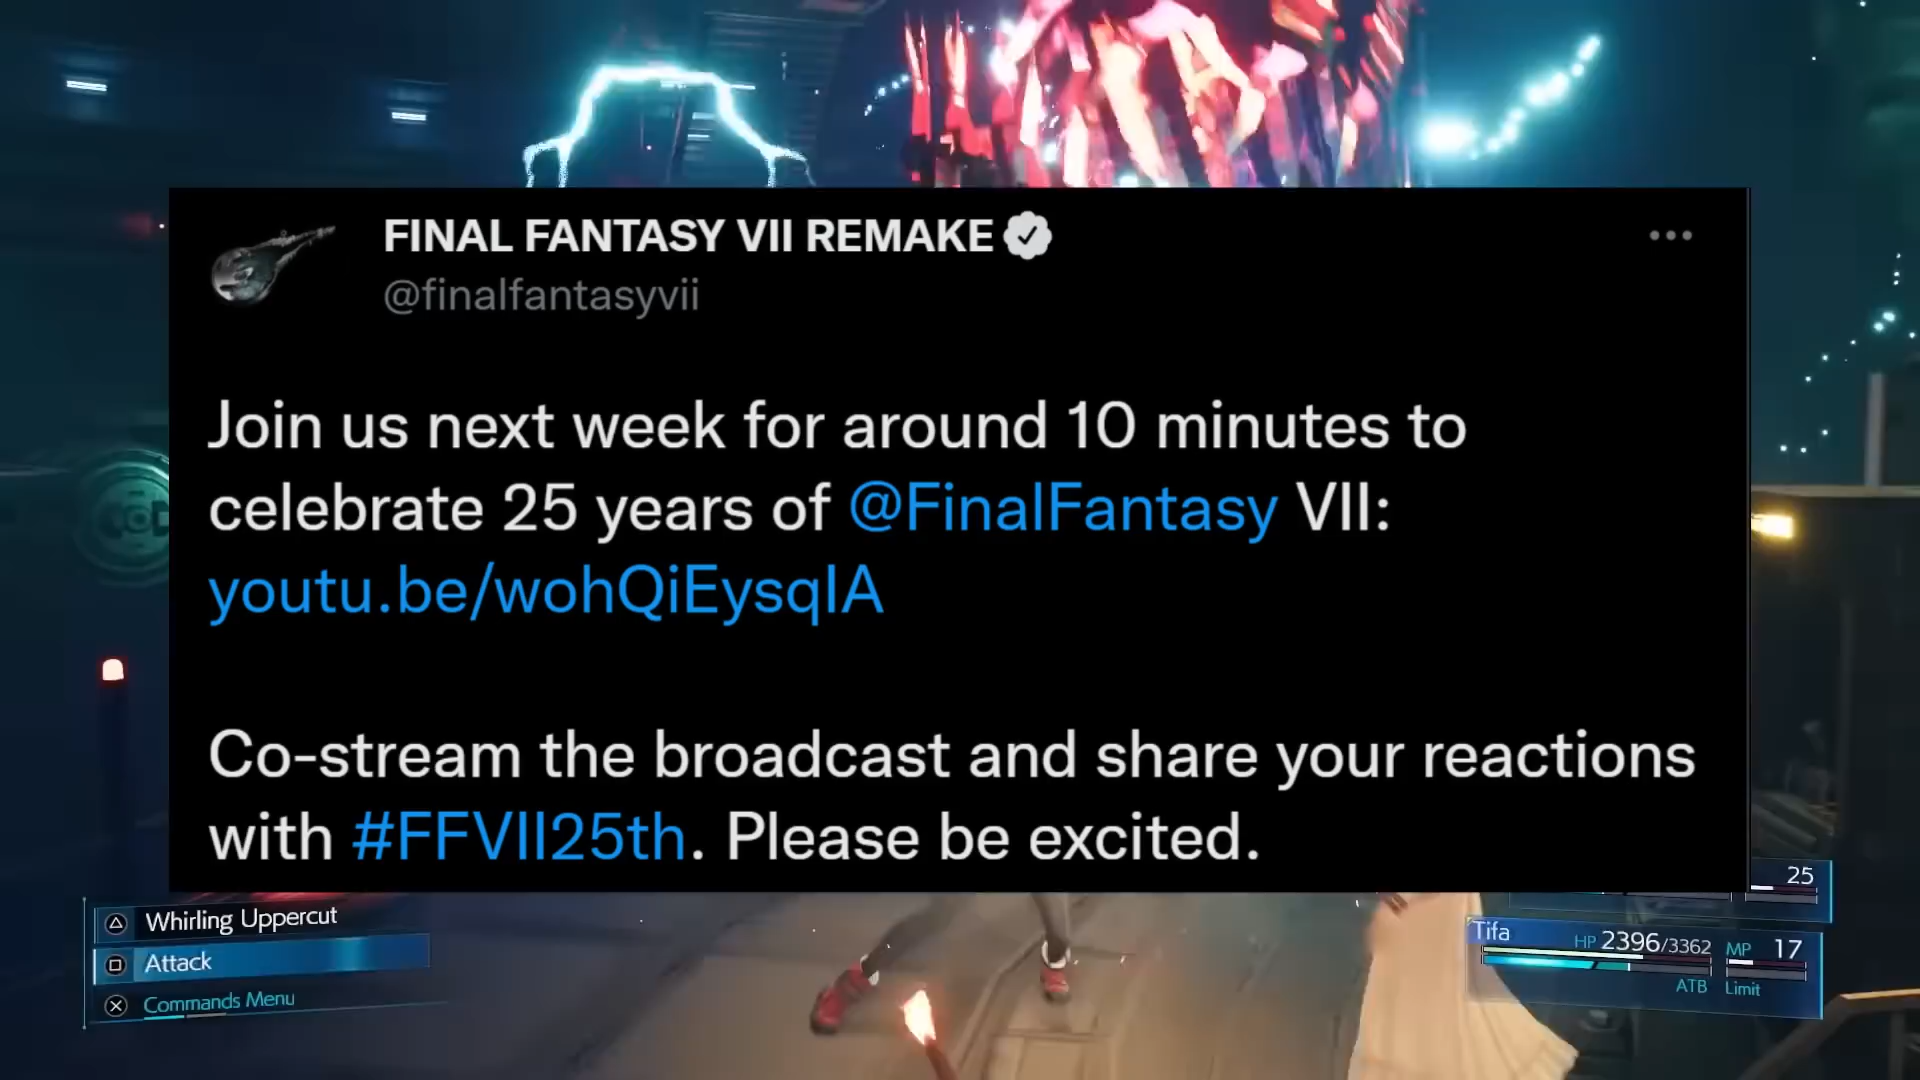 FINAL FANTASY VII REMAKE
@finalfantasyvii
Join us next week for around 10 minutes to
celebrate 25 years of @FinalFantasy VII:
youtu.be/wohQiEysqIA
Co-stream the broadcast and share your reactions
with #FFVII25th. Please be excited.
25
Whirling Uppercut
Attack
Commands Menu
Tifa HP 2396/3362 MP 17
ATB Limit